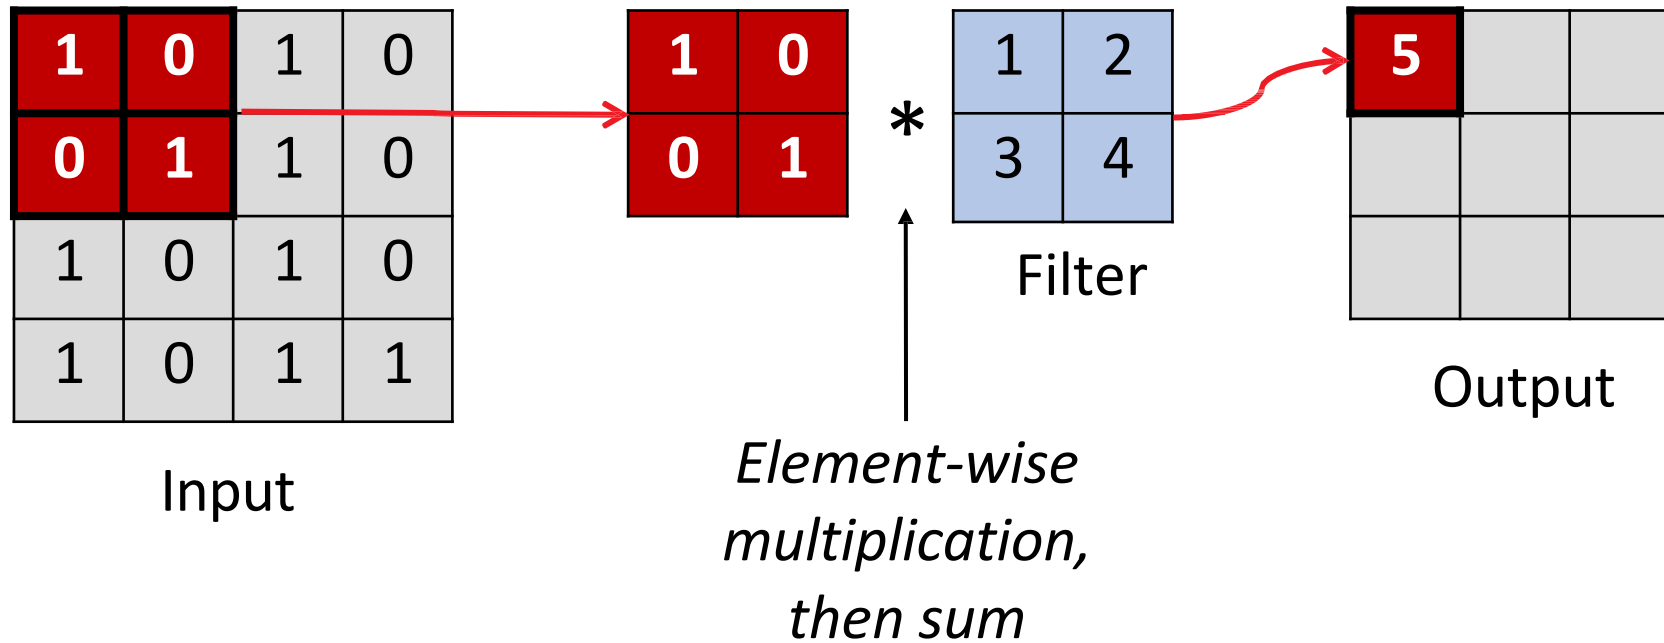 1 0 1 0
0 1 1 0
1 0 1 0
1 0 1 1
Input
1 0
0 1
*
1 2
3 4
Filter
5
Output
Element-wise
multiplication,
then sum